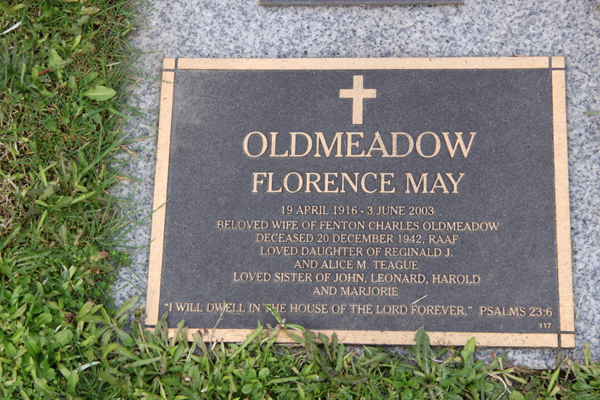 OLDMEADOW
FLORENCE MAY
19 APRIL 1916 - 3 JUNE 2003
BELOVED WIFE OF FENTON CHARLES OLDMEADOW
DECEASED 20 DECEMBER 1942, RAAF
LOVED DAUGHTER OF REGINALD J.
AND ALICE M. TEAGUE
LOVED SISTER OF JOHN, LEONARD, HAROLD
AND MARJORIE
"I WILL DWELL IN THE HOUSE OF THE LORD FOREVER." PSALMS 23:6
117